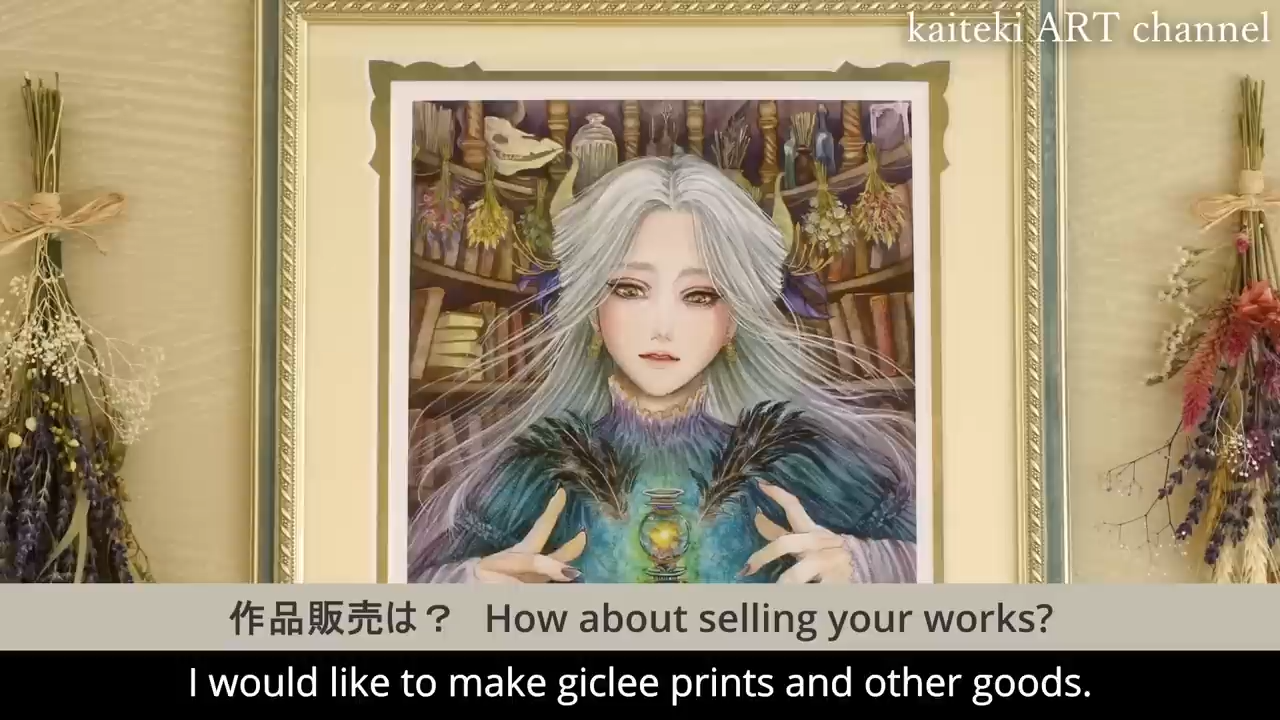 kaiteki ART channel
作品販売は？ How about selling your works?
I would like to make giclee prints and other goods.